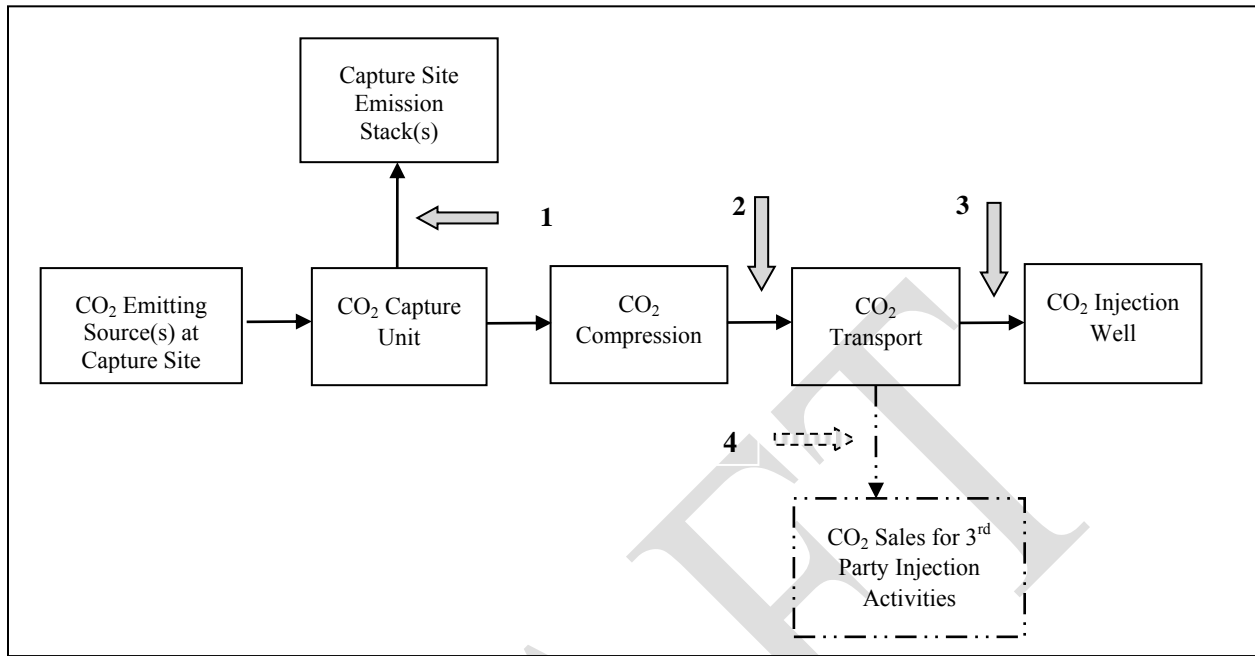 Capture Site
Emission
Stack(s)
1
2
3
CO₂ Emitting
Source(s) at
Capture Site
CO₂ Capture
Unit
CO₂
Compression
CO₂
Transport
CO₂ Injection
Well
4
CO₂ Sales for 3rd
Party Injection
Activities
FT